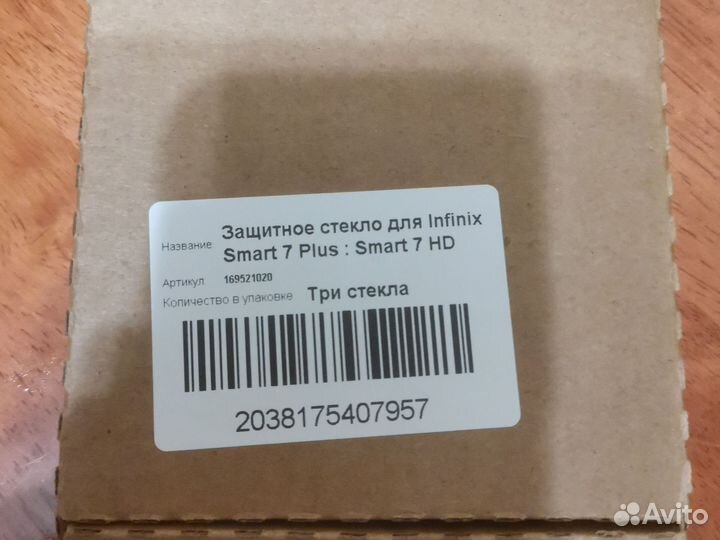 Название Защитное стекло для Infinix
Smart 7 Plus : Smart 7 HD
Артикул 169521020
Количество в упаковке Три стекла
2038175407957
Avito